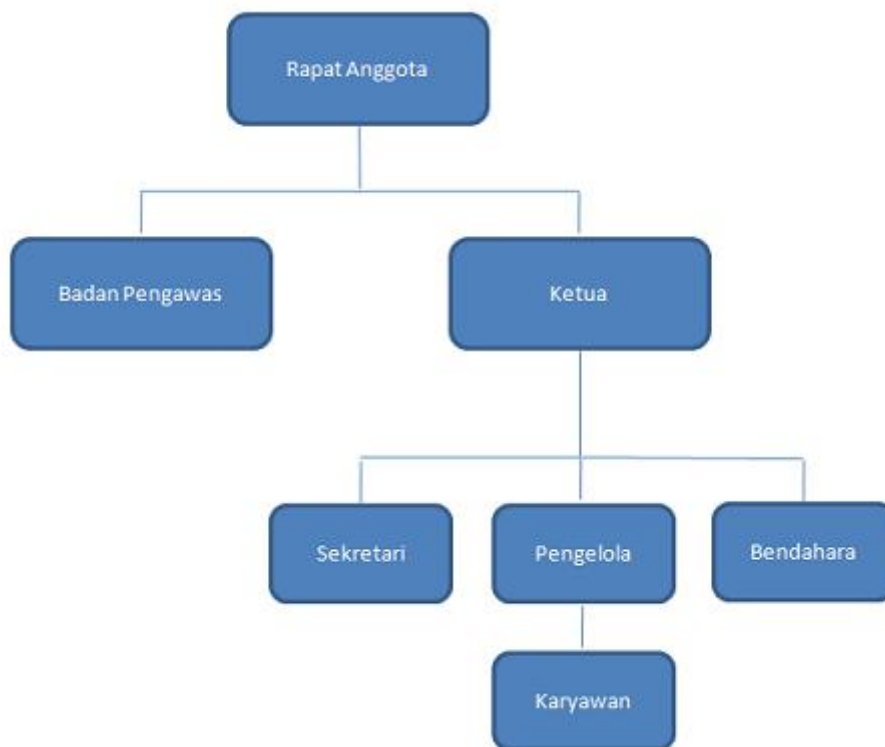 Rapat Anggota
Badan Pengawas
Ketua
Sekretari
Pengelola
Bendahara
Karyawan